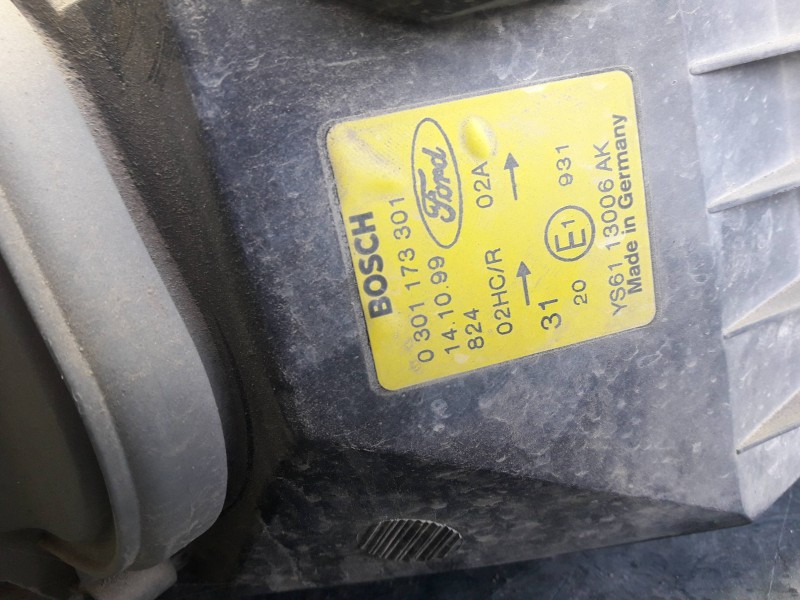 BOSCH
0 301 173 301
14.10.99 Ford
824
02HC/R 02A
31
20 E1 931
YS61 13006 AK
Made in Germany